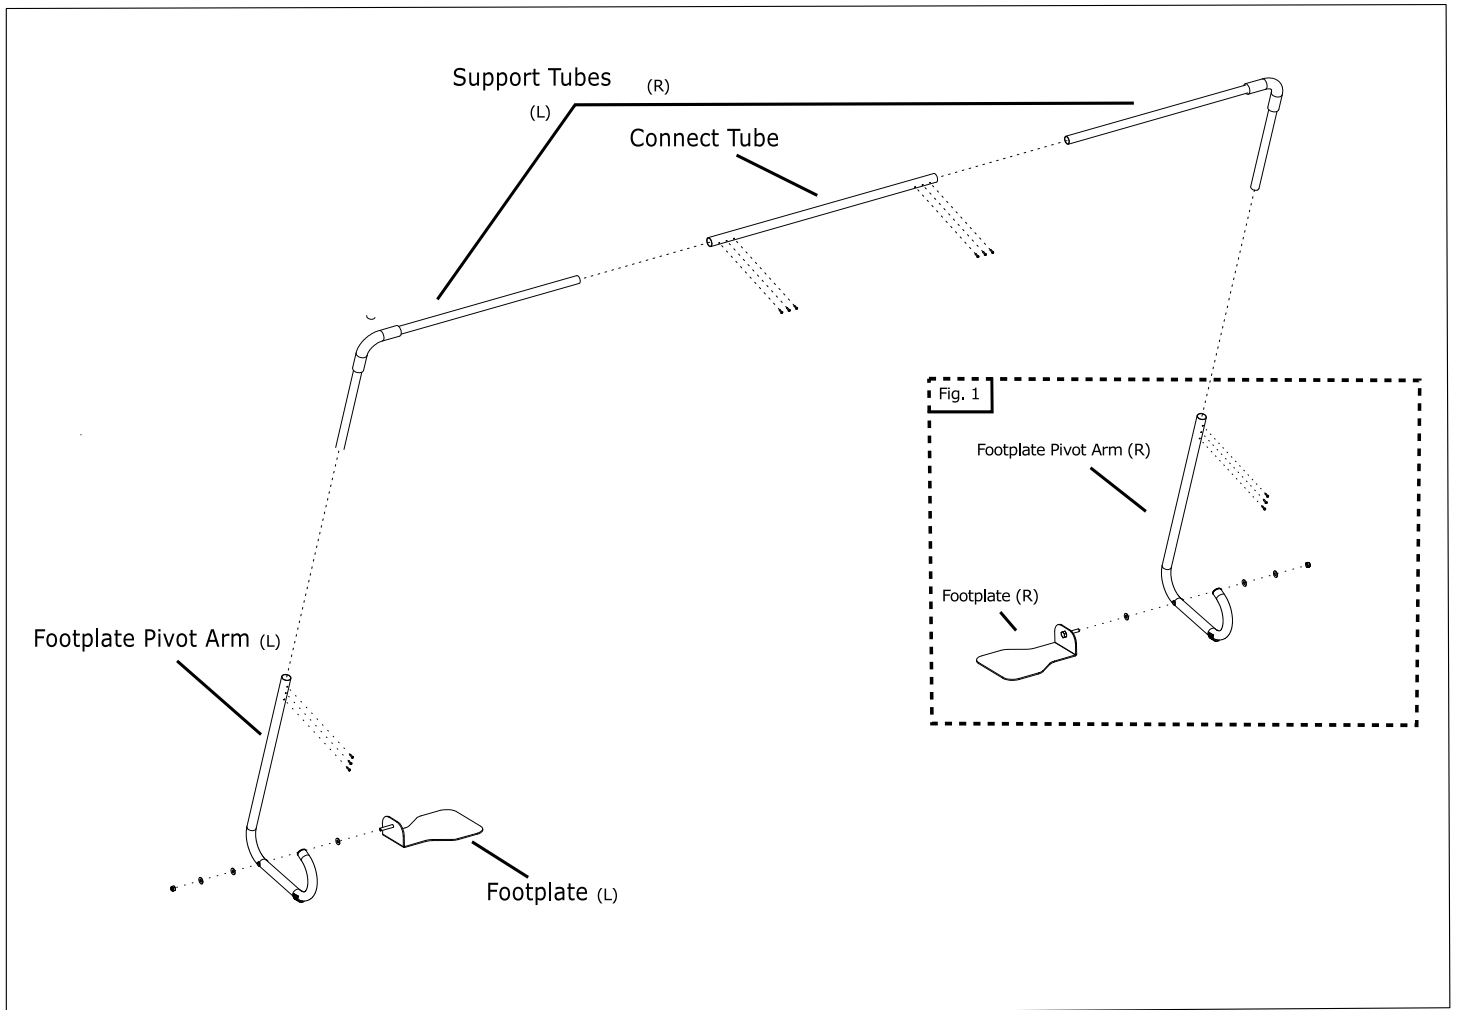 Support Tubes (R)
(L)
Connect Tube
Fig. 1
Footplate Pivot Arm (R)
Footplate (R)
Footplate Pivot Arm (L)
Footplate (L)